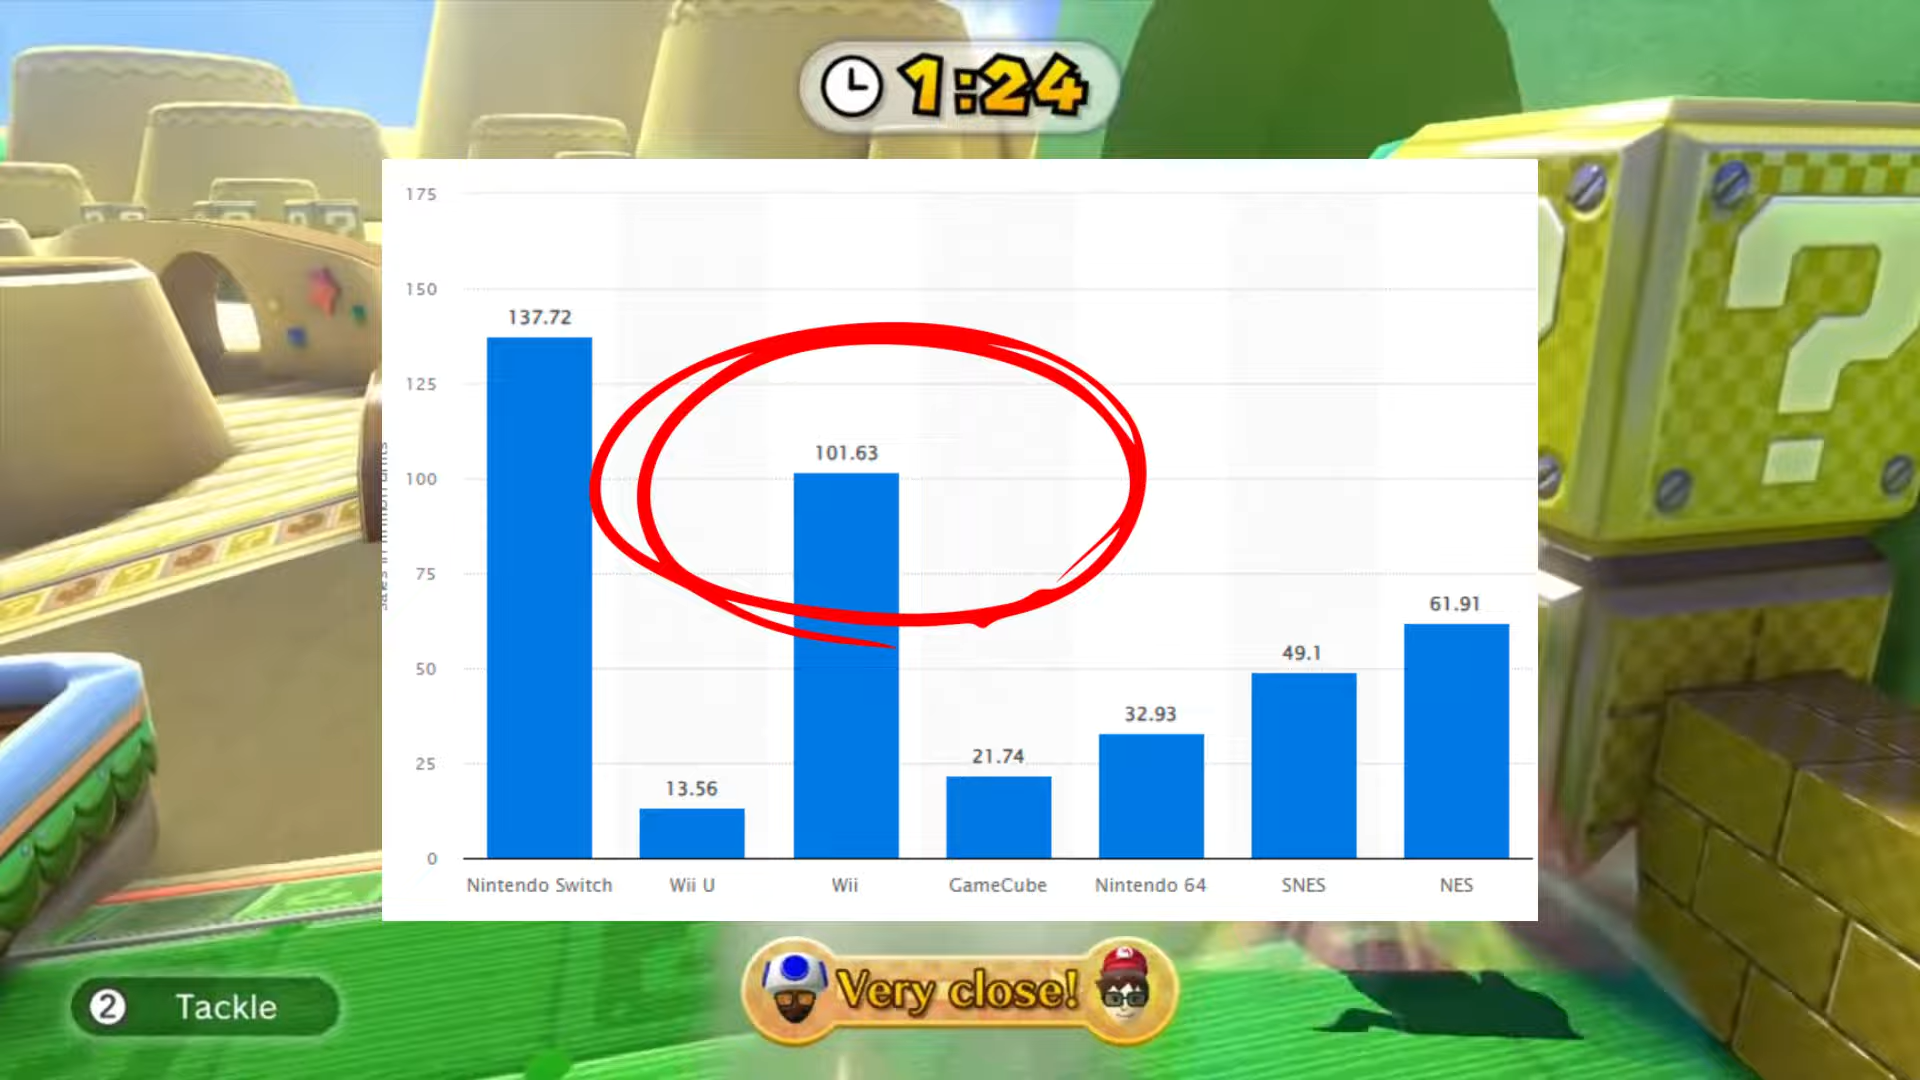 1:24
175
150
125
100
75
50
25
0
137.72
13.56
101.63
21.74
32.93
49.1
61.91
Nintendo Switch
Wii U
Wii
GameCube
Nintendo 64
SNES
NES
2 Tackle
Very close!